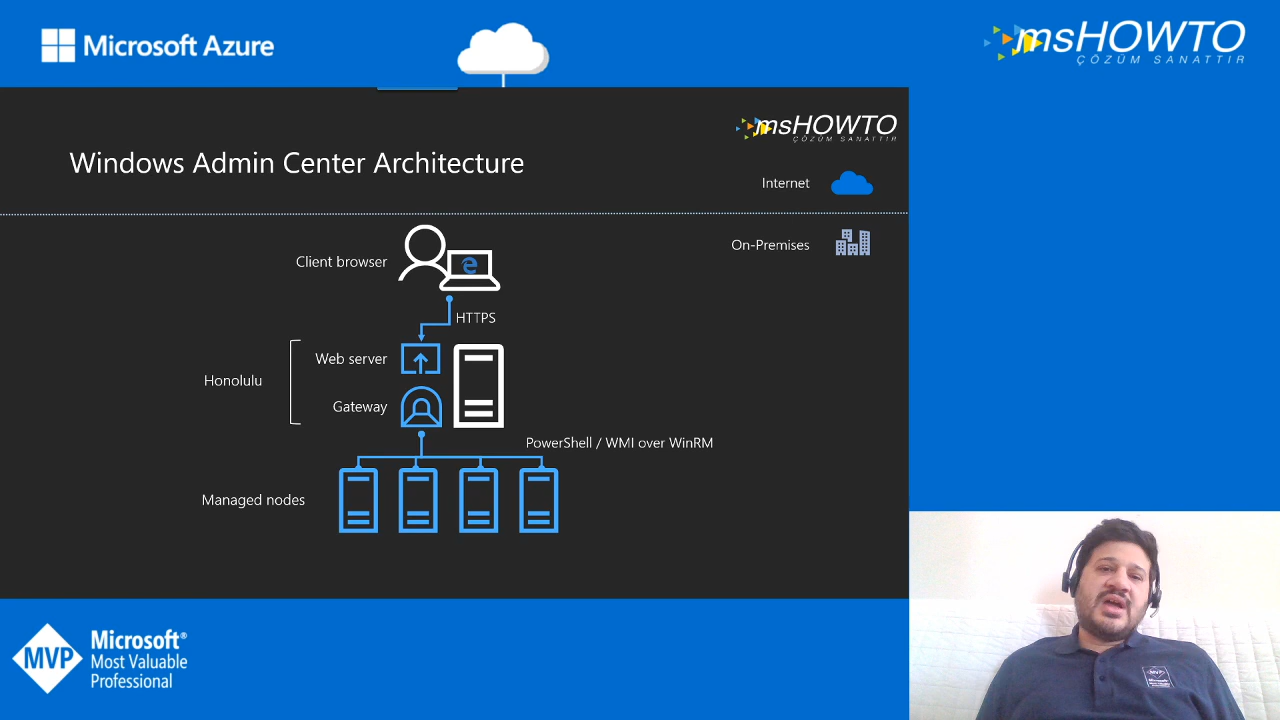 Microsoft Azure
msHOWTO
ÇÖZÜM SANATTIR
msHOWTO
ÇÖZÜM SANATTIR
Windows Admin Center Architecture
Internet
On-Premises
Client browser
HTTPS
Web server
Honolulu
Gateway
PowerShell / WMI over WinRM
Managed nodes
MVP
Microsoft®
Most Valuable
Professional
MVP